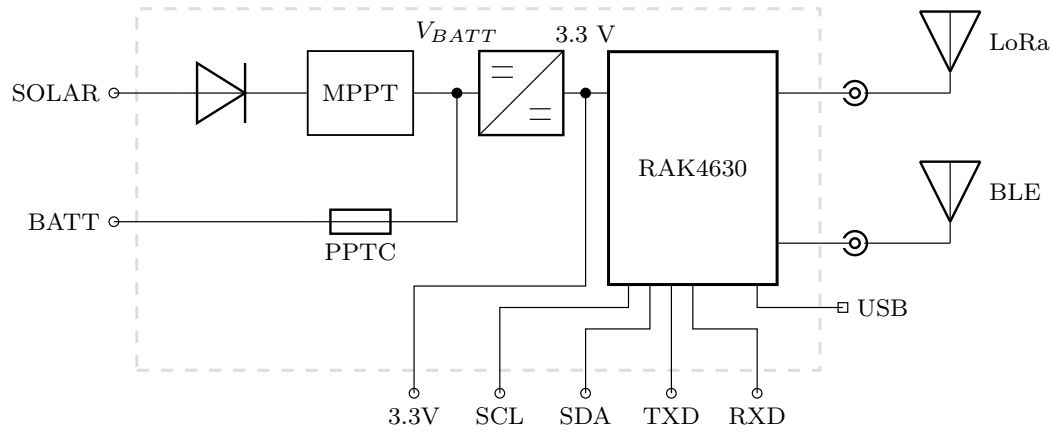 V_BATT
3.3 V
LoRa
SOLAR
MPPT
RAK4630
BLE
BATT
PPTC
USB
3.3V
SCL
SDA
TXD
RXD